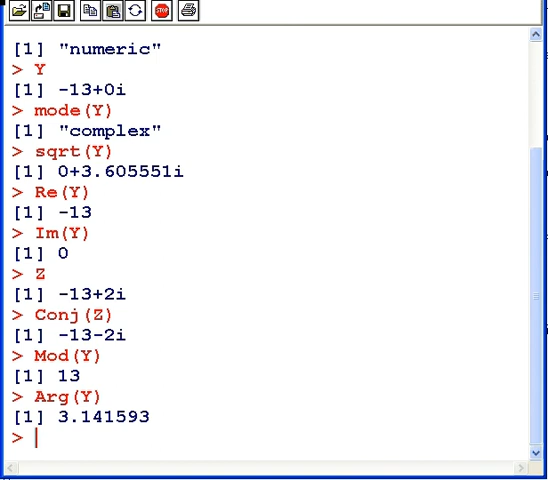 STOP
[1] "numeric"
> Y
[1] -13+0i
> mode(Y)
[1] "complex"
> sqrt(Y)
[1] 0+3.605551i
> Re(Y)
[1] -13
> Im(Y)
[1] 0
> Z
[1] -13+2i
> Conj(Z)
[1] -13-2i
> Mod(Y)
[1] 13
> Arg(Y)
[1] 3.141593
>